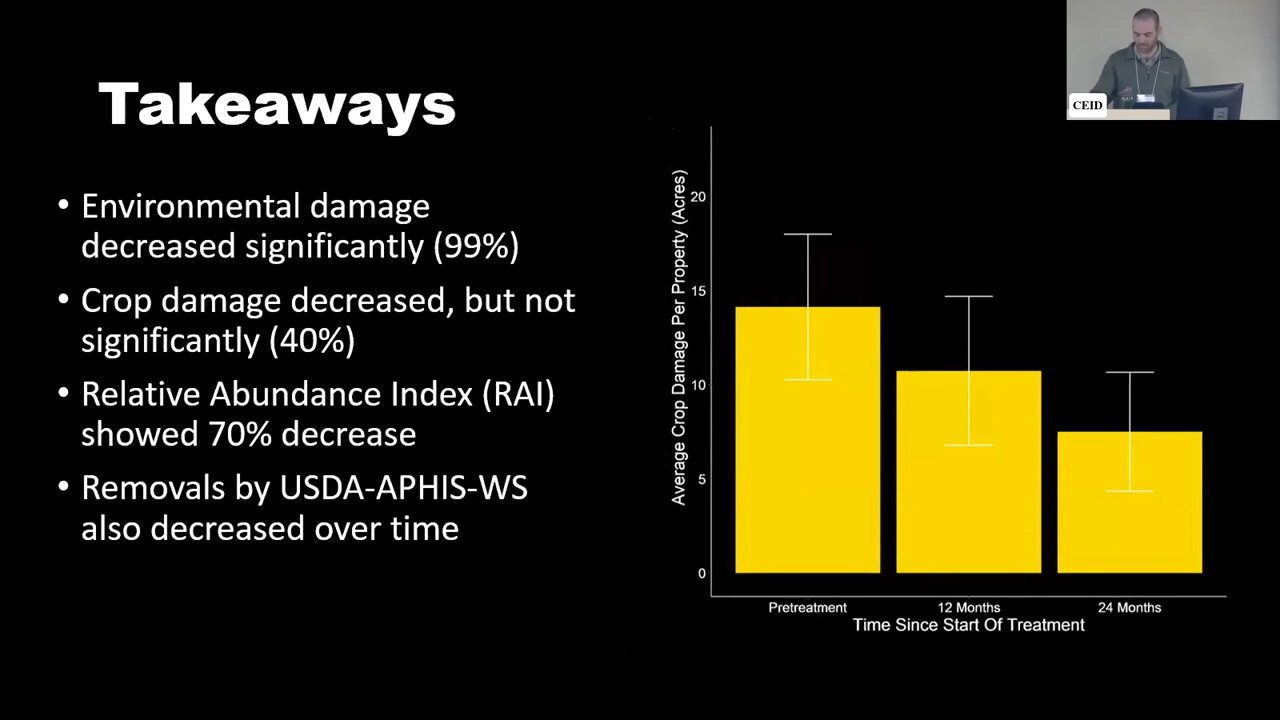 CEID
Takeaways
• Environmental damage
decreased significantly (99%)
• Crop damage decreased, but not
significantly (40%)
• Relative Abundance Index (RAI)
showed 70% decrease
• Removals by USDA-APHIS-WS
also decreased over time
Average Crop Damage Per Property (Acres)
20
15
10
5
0
Pretreatment 12 Months 24 Months
Time Since Start Of Treatment